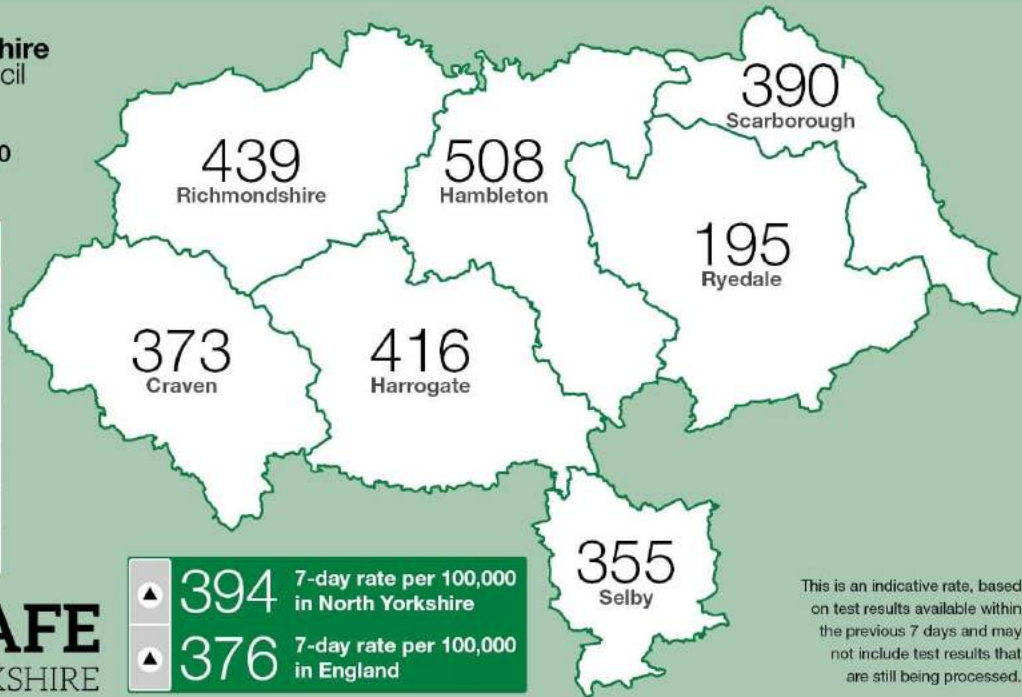 hire
cil
0
390
Scarborough
439
Richmondshire
508
Hambleton
195
Ryedale
373
Craven
416
Harrogate
355
Selby
394 7-day rate per 100,000
in North Yorkshire
376 7-day rate per 100,000
in England
AFE
KSHIRE
This is an indicative rate, based
on test results available within
the previous 7 days and may
not include test results that
are still being processed.